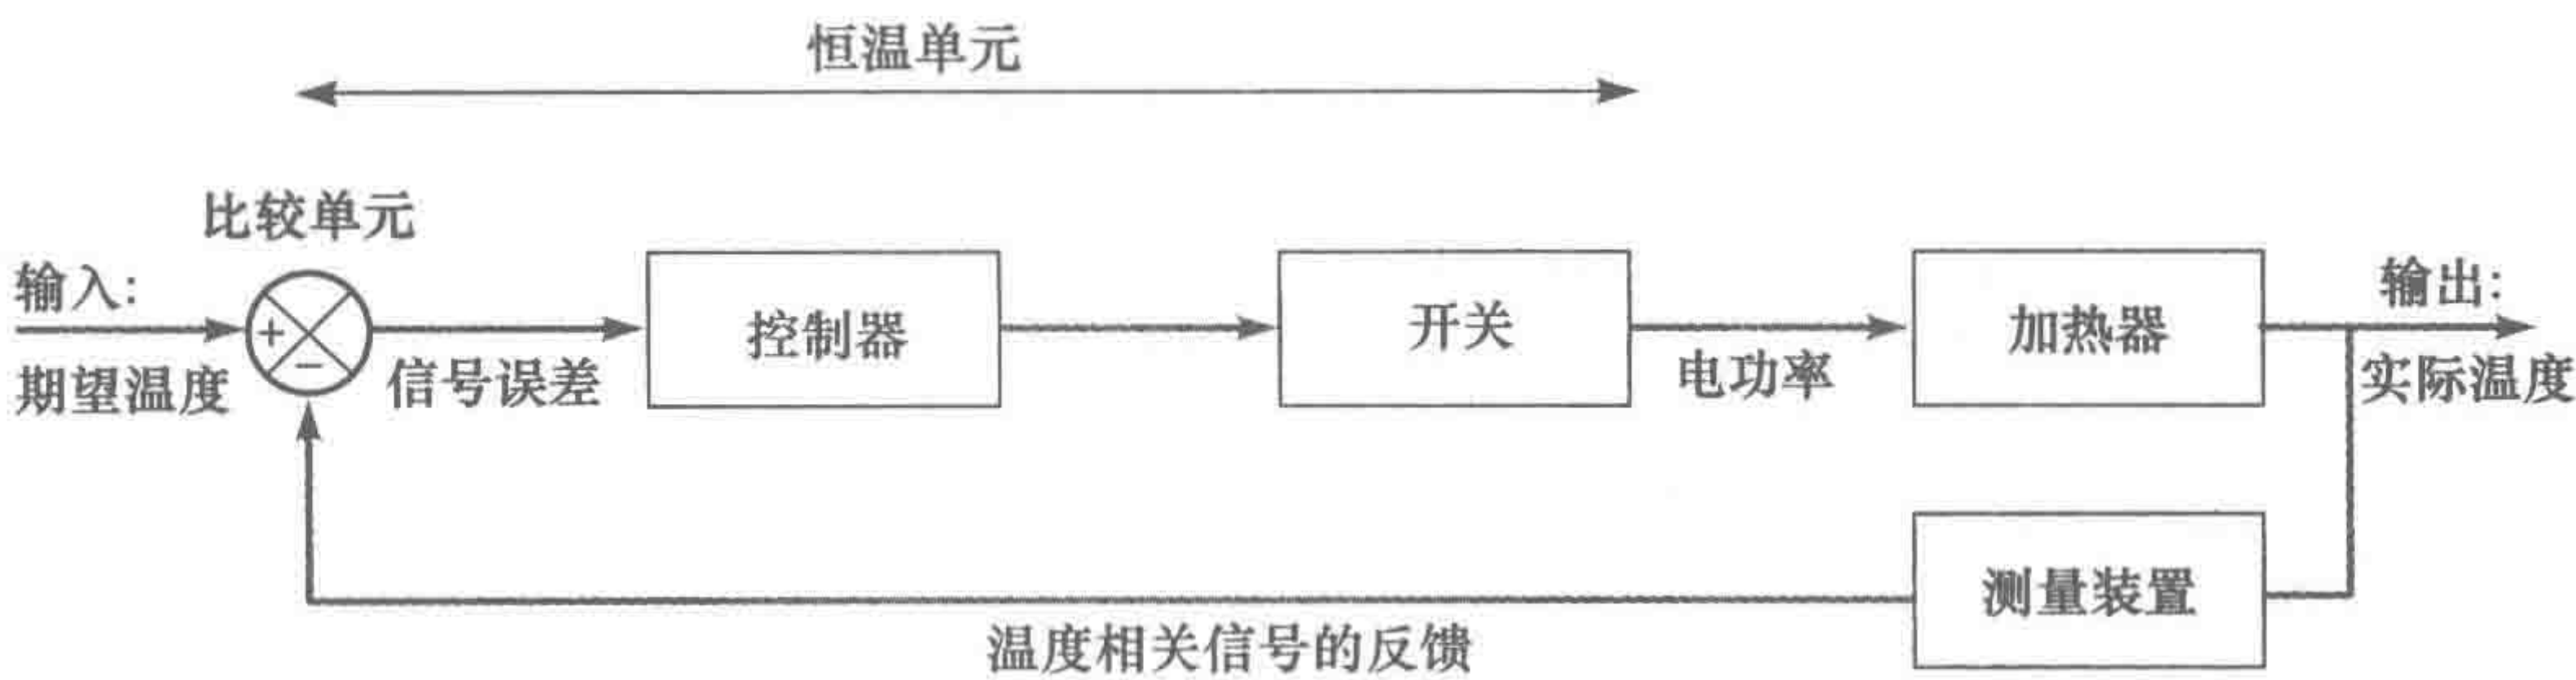 恒温单元
比较单元
输入:
期望温度
+
−
信号误差
控制器
开关
电功率
加热器
输出:
实际温度
测量装置
温度相关信号的反馈